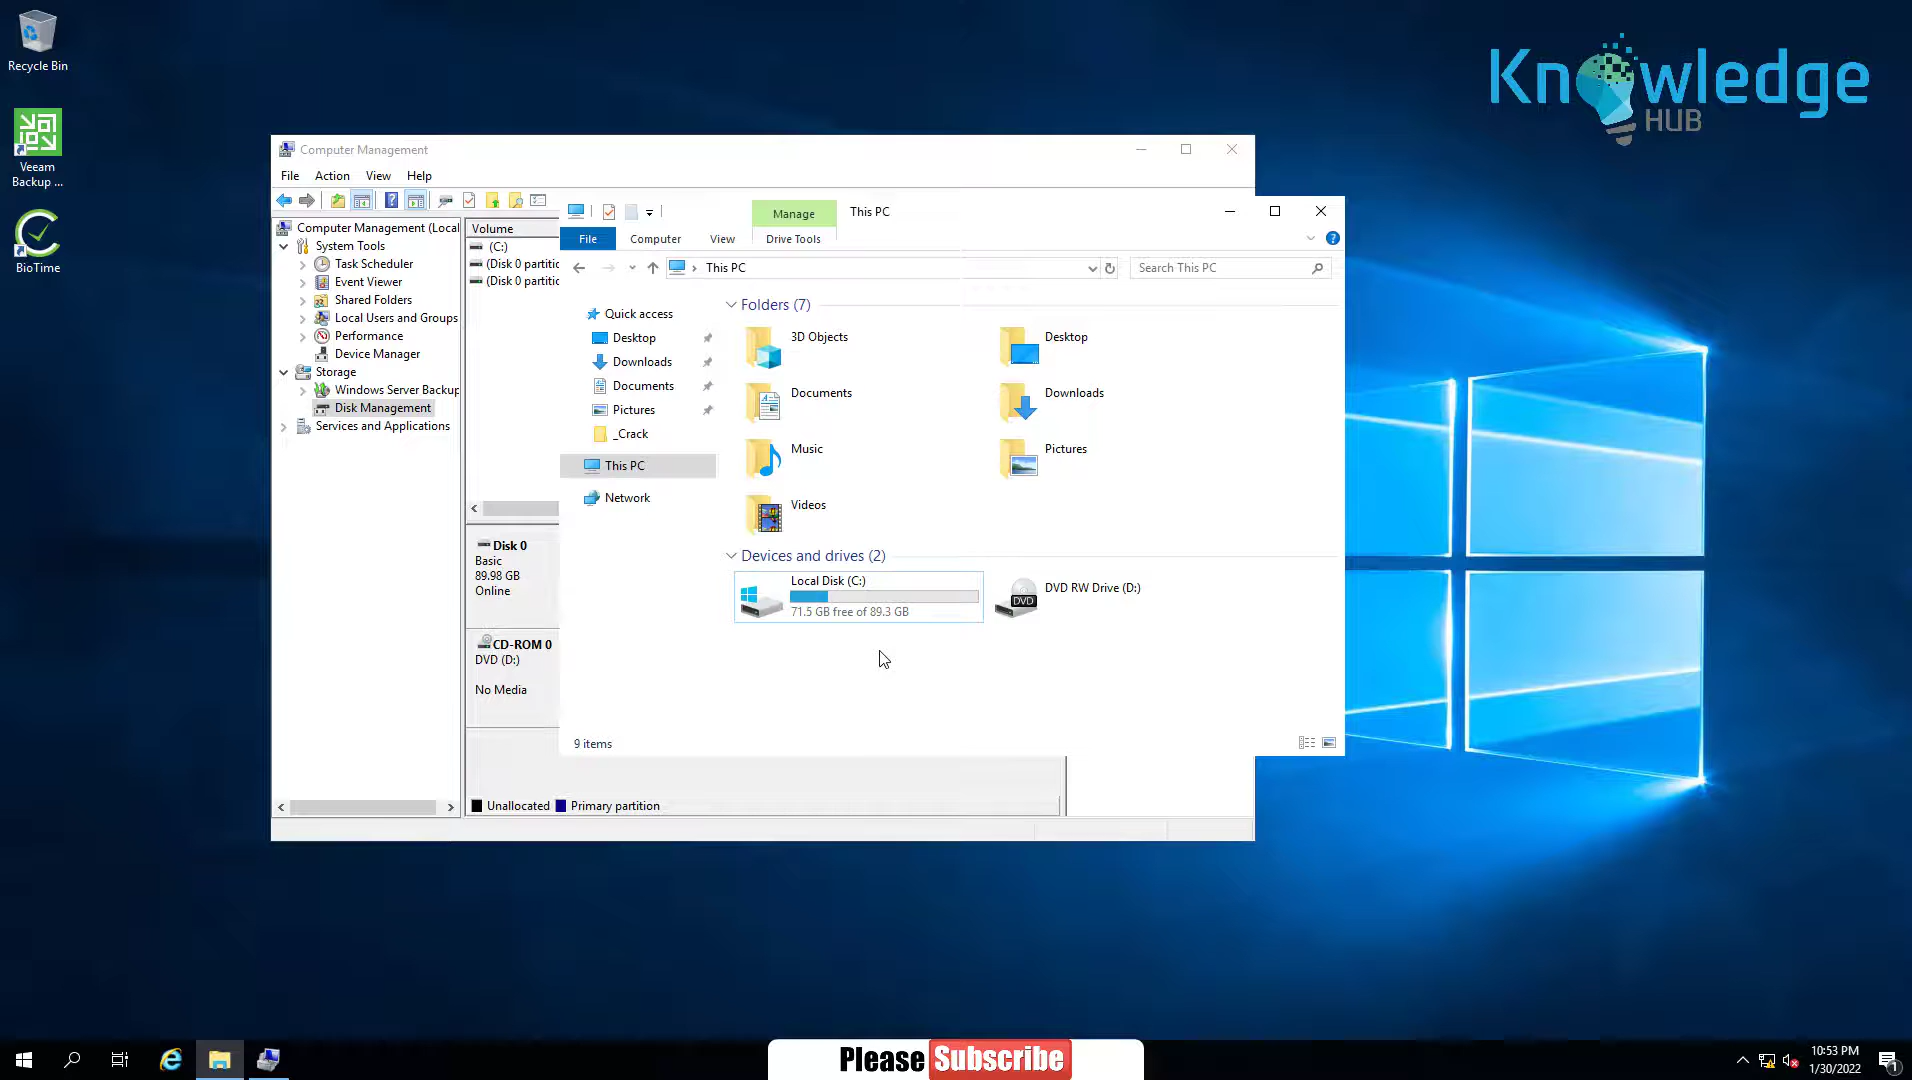 Recycle Bin
Veeam
Backup ...
BioTime
Knowledge
HUB
Computer Management
File Action View Help
Computer Management (Local
System Tools
Task Scheduler
Event Viewer
Shared Folders
Local Users and Groups
Performance
Device Manager
Storage
Windows Server Backup
Disk Management
Services and Applications
Volume
(C:)
(Disk 0 partitic
(Disk 0 partitic
Disk 0
Basic
89.98 GB
Online
CD-ROM 0
DVD (D:)
No Media
Unallocated Primary partition
Manage This PC
File Computer View Drive Tools
This PC
Search This PC
Quick access
Desktop
Downloads
Documents
Pictures
_Crack
This PC
Network
Folders (7)
3D Objects
Desktop
Documents
Downloads
Music
Pictures
Videos
Devices and drives (2)
Local Disk (C:)
71.5 GB free of 89.3 GB
DVD
DVD RW Drive (D:)
9 items
Please Subscribe
10:53 PM
1/30/2022
1